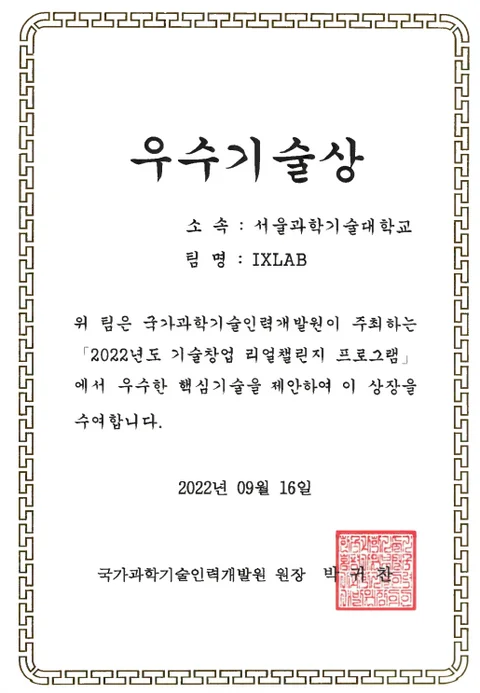 우수기술상
소 속 : 서울과학기술대학교
팀 명 : IXLAB
위 팀은 국가과학기술인력개발원이 주최하는
「2022년도 기술창업 리얼챌린지 프로그램」
에서 우수한 핵심기술을 제안하여 이 상장을
수여합니다.
2022년 09월 16일
국가과학기술인력개발원 원장 박 귀 찬